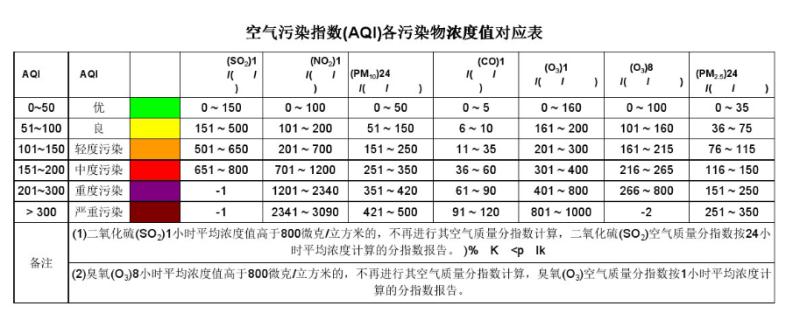 空气污染指数(AQI)各污染物浓度值对应表
AQI AQI (SO₂)1 /( / ) (NO₂)1 /( / ) (PM₁₀)24 /( / ) (CO)1 /( / ) (O₃)1 /( / ) (O₃)8 /( / ) (PM₂.₅)24 /( / )
0~50 优 0 ~ 150 0 ~ 100 0 ~ 50 0 ~ 5 0 ~ 160 0 ~ 100 0 ~ 35
51~100 良 151 ~ 500 101 ~ 200 51 ~ 150 6 ~ 10 161 ~ 200 101 ~ 160 36 ~ 75
101~150 轻度污染 501 ~ 650 201 ~ 700 151 ~ 250 11 ~ 35 201 ~ 300 161 ~ 215 76 ~ 115
151~200 中度污染 651 ~ 800 701 ~ 1200 251 ~ 350 36 ~ 60 301 ~ 400 216 ~ 265 116 ~ 150
201~300 重度污染 -1 1201 ~ 2340 351 ~ 420 61 ~ 90 401 ~ 800 266 ~ 800 151 ~ 250
> 300 严重污染 -1 2341 ~ 3090 421 ~ 500 91 ~ 120 801 ~ 1000 -2 251 ~ 350
备注
(1)二氧化硫(SO₂)1小时平均浓度值高于800微克/立方米的，不再进行其空气质量分指数计算，二氧化硫(SO₂)空气质量分指数按24小
时平均浓度计算的分指数报告。 )% K <p lk
(2)臭氧(O₃)8小时平均浓度值高于800微克/立方米的，不再进行其空气质量分指数计算，臭氧(O₃)空气质量分指数按1小时平均浓度计
算的分指数报告。